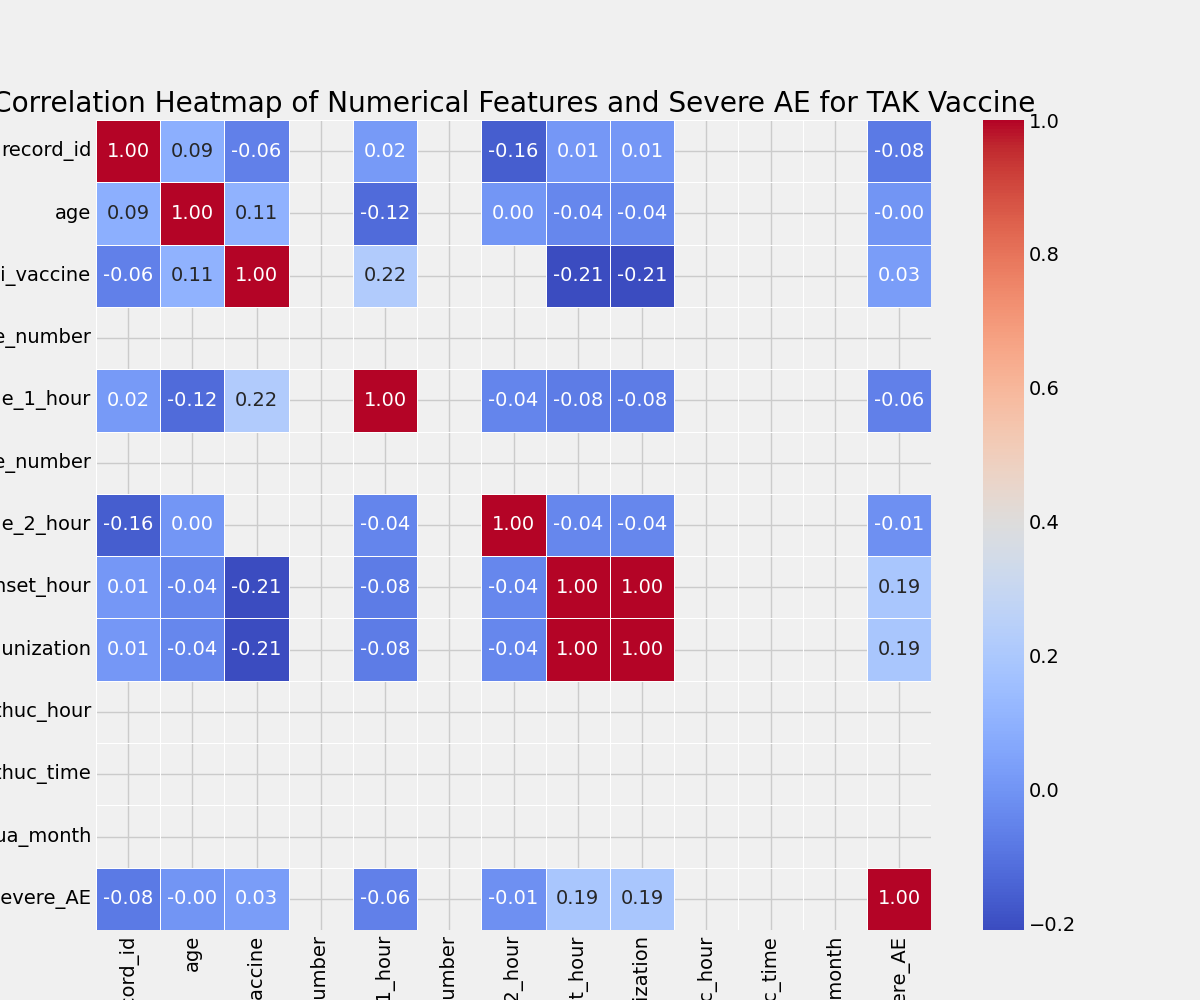 Correlation Heatmap of Numerical Features and Severe AE for TAK Vaccine
1.0
record_id 1.00 0.09 -0.06 0.02 -0.16 0.01 0.01 -0.08
age 0.09 1.00 0.11 -0.12 0.00 -0.04 -0.04 -0.00
0.8
i_vaccine -0.06 0.11 1.00 0.22 -0.21 -0.21 0.03
e_number
0.6
e_1_hour 0.02 -0.12 0.22 1.00 -0.04 -0.08 -0.08 -0.06
e_number
0.4
e_2_hour -0.16 0.00 -0.04 1.00 -0.04 -0.04 -0.01
nset_hour 0.01 -0.04 -0.21 -0.08 -0.04 1.00 1.00 0.19
0.2
unization 0.01 -0.04 -0.21 -0.08 -0.04 1.00 1.00 0.19
thuc_hour
thuc_time
0.0
ua_month
evere_AE -0.08 -0.00 0.03 -0.06 -0.01 0.19 0.19 1.00
−0.2
cord_id
age
accine
umber
1_hour
umber
2_hour
t_hour
ization
c_hour
c_time
month
ere_AE